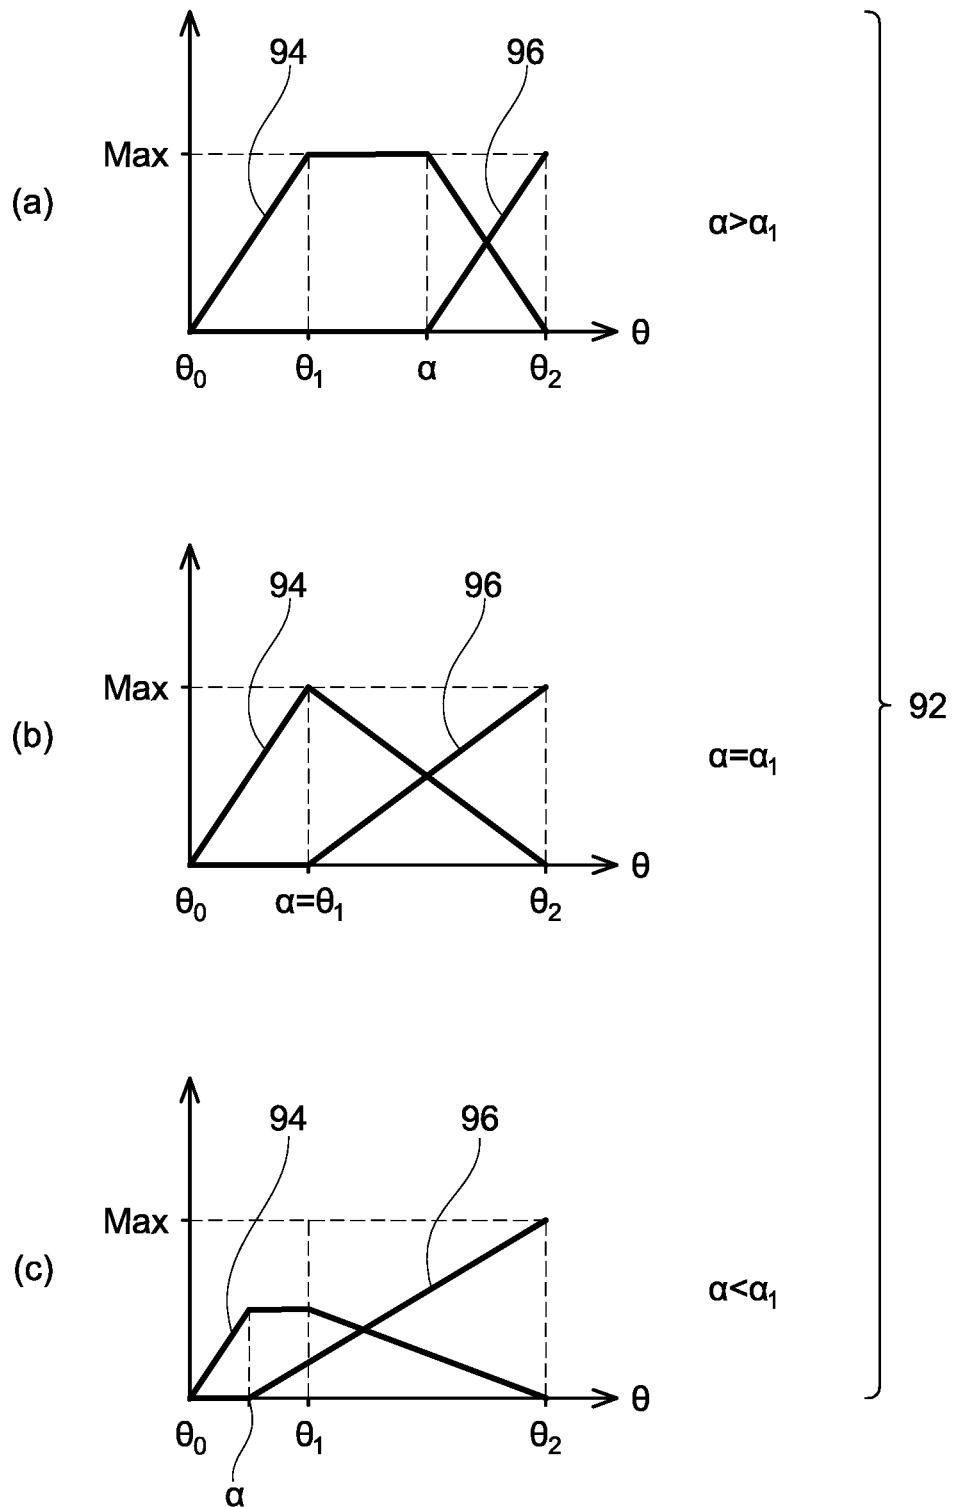 94 96
Max
(a) α>α₁
θ
θ₀ θ₁ α θ₂
94 96
Max
92
(b) α=α₁
θ
θ₀ α=θ₁ θ₂
94 96
Max
(c) α<α₁
θ
θ₀ θ₁ θ₂
α